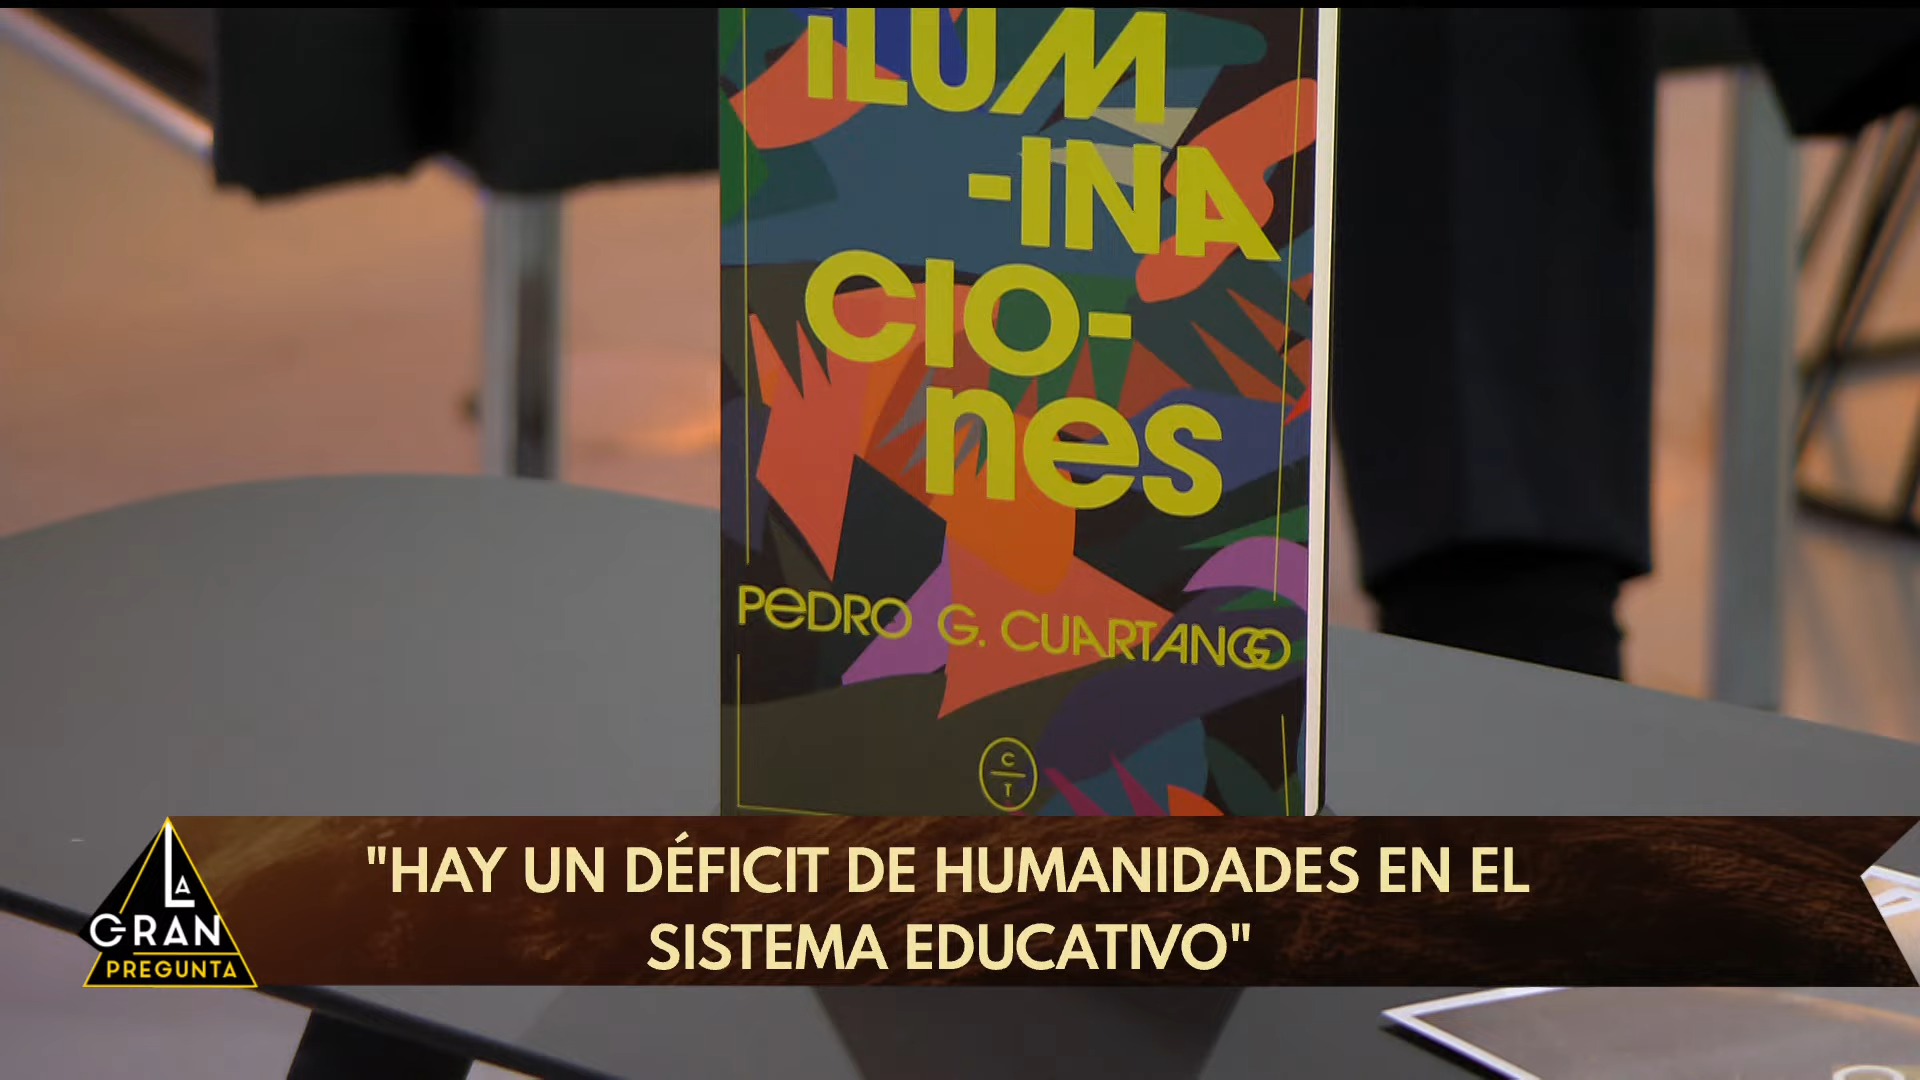 iLUM
-INA
CIO-
nes
PeDRO G. CUARTANGO
C
T
LA
GRAN
PREGUNTA
"HAY UN DÉFICIT DE HUMANIDADES EN EL
SISTEMA EDUCATIVO"